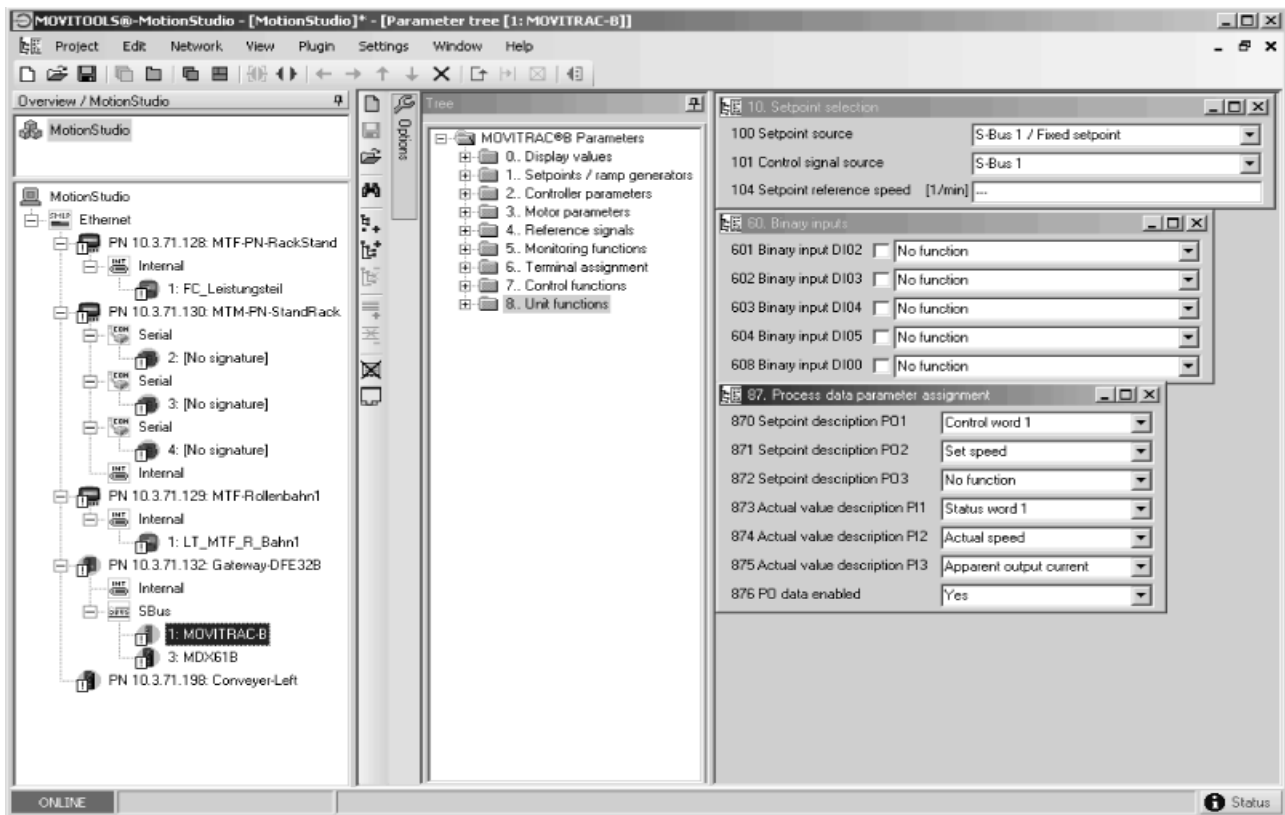 MOVITOOLS®-MotionStudio - [MotionStudio]* - [Parameter tree [1: MOVITRAC-B]]
Project Edit Network View Plugin Settings Window Help
Overview / MotionStudio
MotionStudio
MotionStudio
Ethernet
PN 10.3.71.128: MTF-PN-RackStand
Internal
1: FC_Leistungsteil
PN 10.3.71.130: MTM-PN-StandRack
Serial
2: [No signature]
Serial
3: [No signature]
Serial
4: [No signature]
Internal
PN 10.3.71.129: MTF-Rollenbahn1
Internal
1: LT_MTF_R_Bahn1
PN 10.3.71.132: Gateway-DFE32B
Internal
SBus
1: MOVITRAC-B
3: MDX61B
PN 10.3.71.198: Conveyer-Left
Options
Tree
MOVITRAC®B Parameters
0.. Display values
1.. Setpoints / ramp generators
2.. Controller parameters
3.. Motor parameters
4.. Reference signals
5.. Monitoring functions
6.. Terminal assignment
7.. Control functions
8.. Unit functions
10. Setpoint selection
100 Setpoint source S-Bus 1 / Fixed setpoint
101 Control signal source S-Bus 1
104 Setpoint reference speed [1/min] ---
60. Binary inputs
601 Binary input DI02 No function
602 Binary input DI03 No function
603 Binary input DI04 No function
604 Binary input DI05 No function
608 Binary input DI00 No function
87. Process data parameter assignment
870 Setpoint description PO1 Control word 1
871 Setpoint description PO2 Set speed
872 Setpoint description PO3 No function
873 Actual value description PI1 Status word 1
874 Actual value description PI2 Actual speed
875 Actual value description PI3 Apparent output current
876 PO data enabled Yes
ONLINE
Status